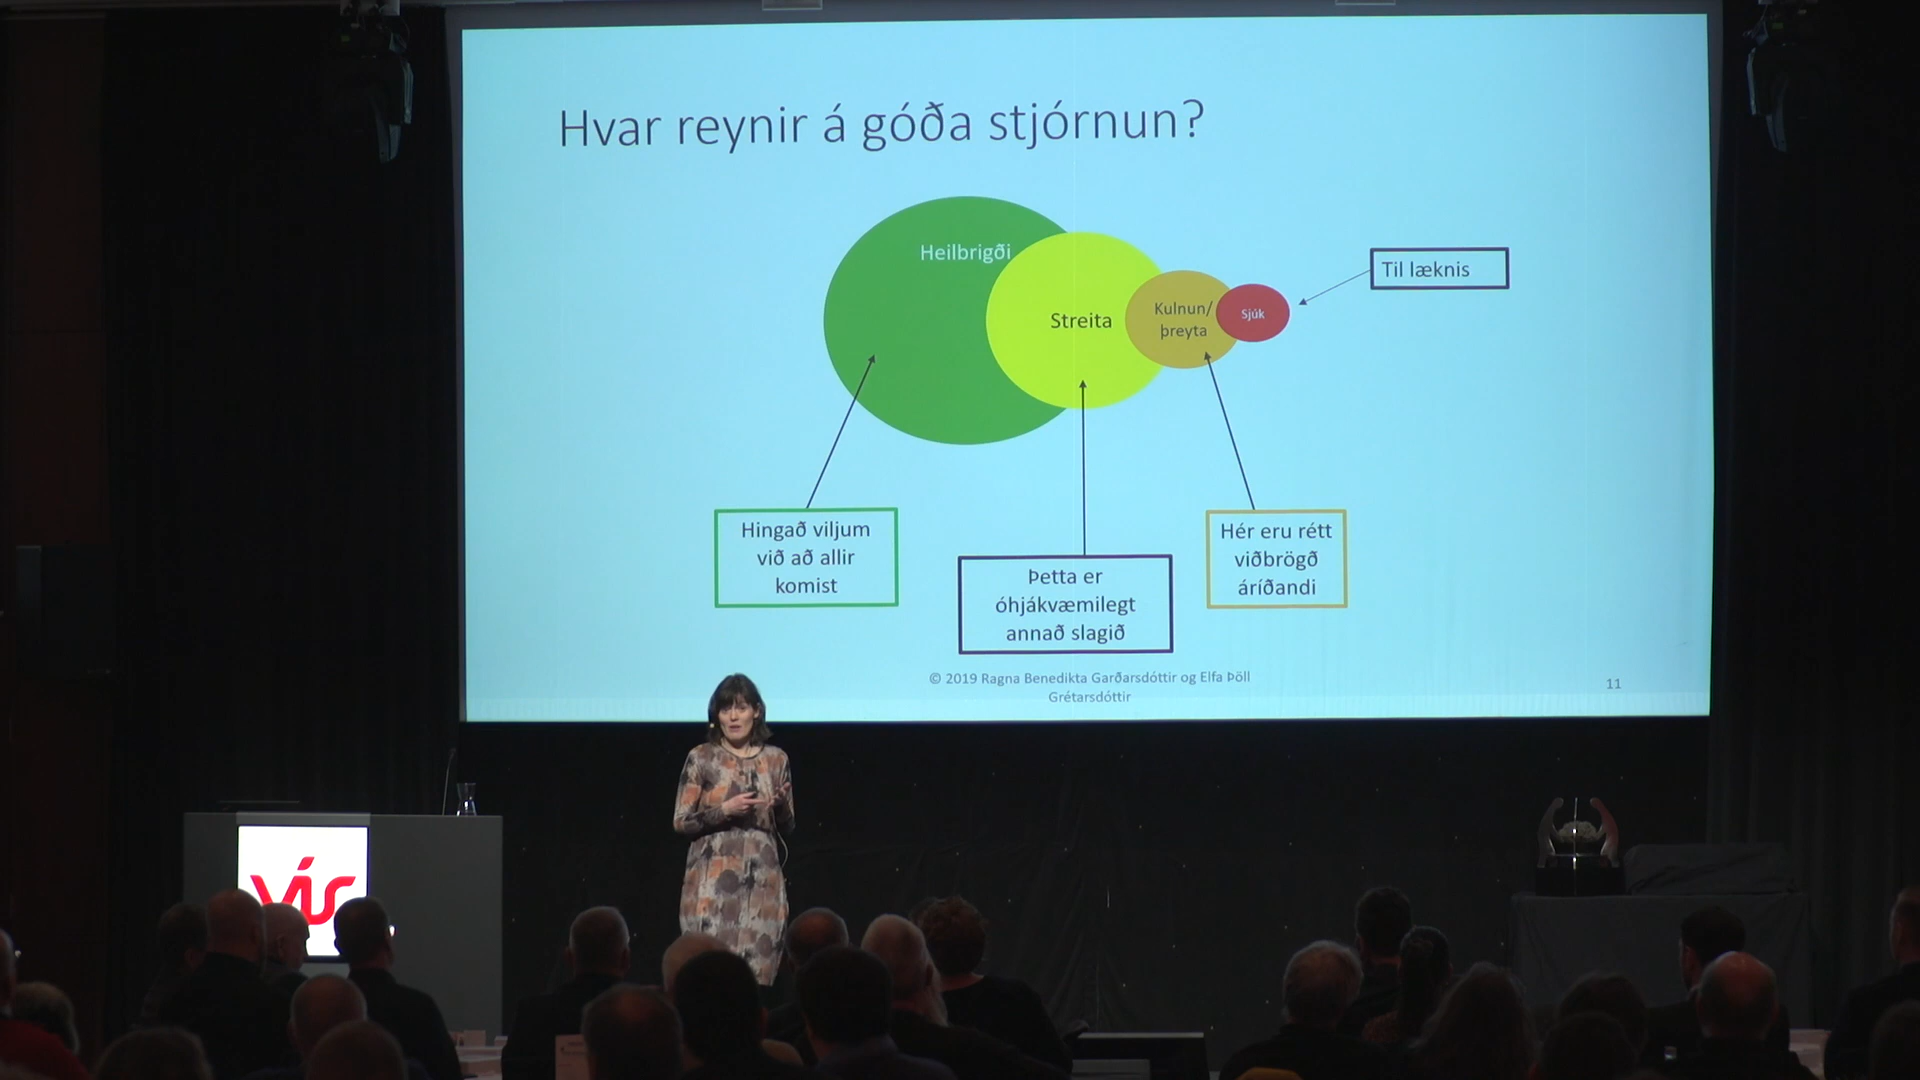 Hvar reynir á góða stjórnun?
Heilbrigði
Streita
Kulnun/
þreyta
Sjúk
Til læknis
Hingað viljum
við að allir
komist
Þetta er
óhjákvæmilegt
annað slagið
Hér eru rétt
viðbrögð
áríðandi
© 2019 Ragna Benedikta Garðarsdóttir og Elfa Þöll
Grétarsdóttir
11
vís